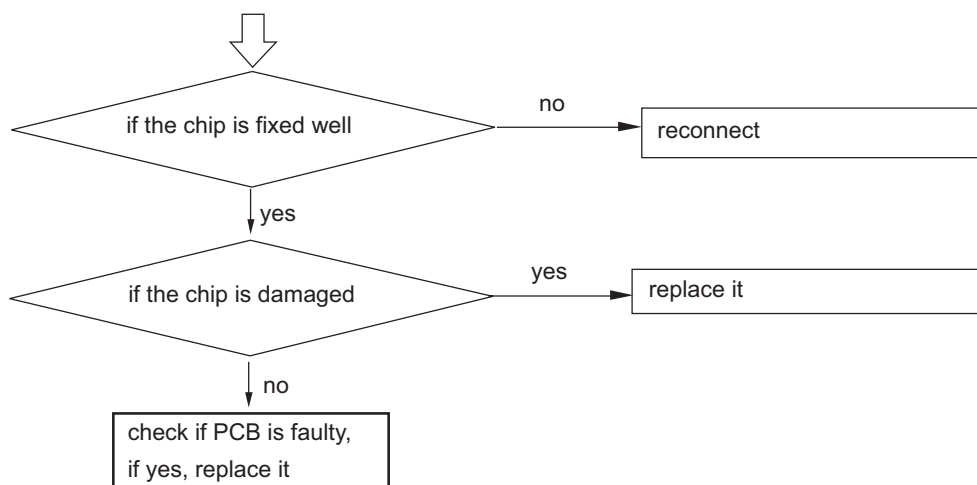 if the chip is fixed well
no
reconnect
yes
if the chip is damaged
yes
replace it
no
check if PCB is faulty,
if yes, replace it